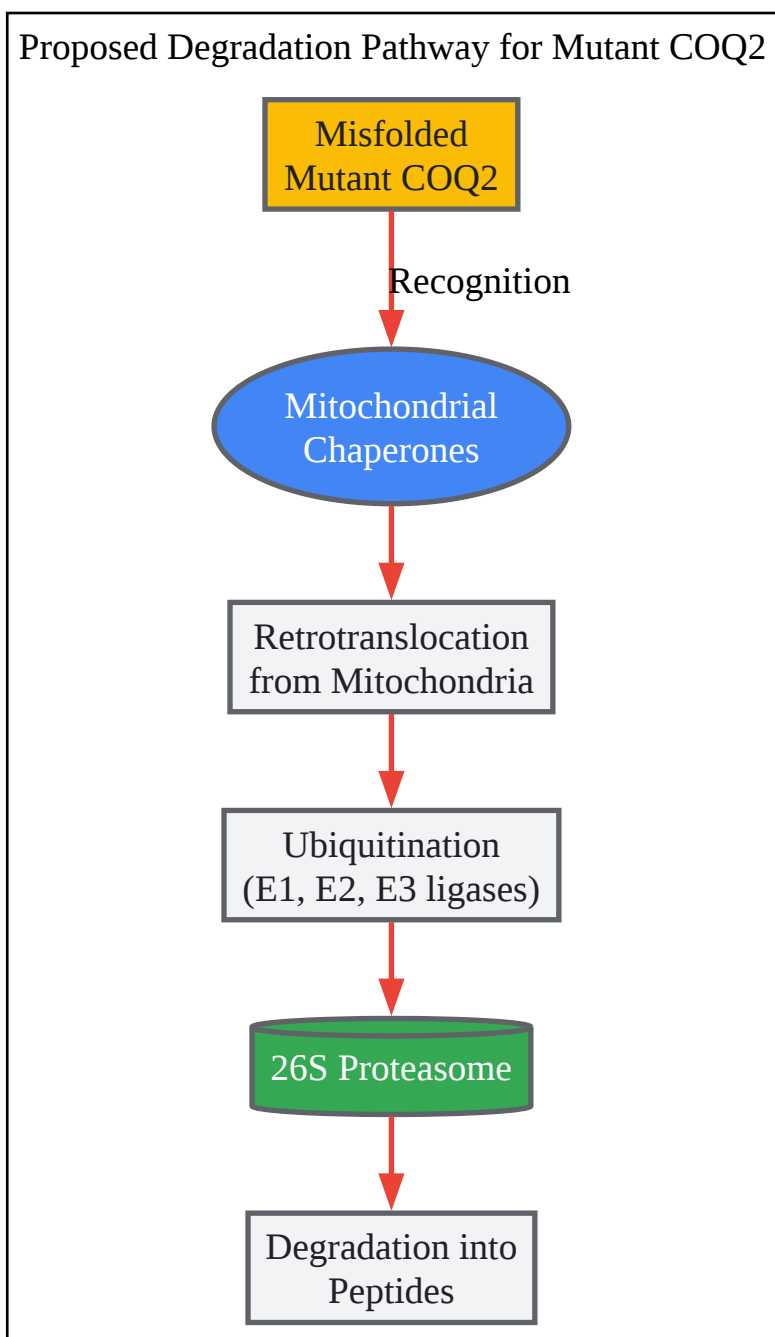 Proposed Degradation Pathway for Mutant COQ2
Misfolded
Mutant COQ2
Recognition
Mitochondrial
Chaperones
Retrotranslocation
from Mitochondria
Ubiquitination
(E1, E2, E3 ligases)
26S Proteasome
Degradation into
Peptides